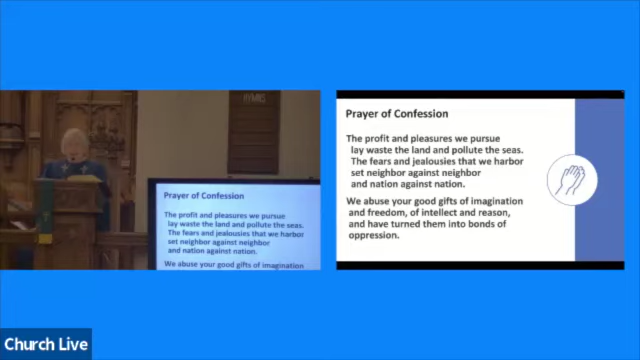 HYMNS
Prayer of Confession
The profit and pleasures we pursue
lay waste the land and pollute the seas.
The fears and jealousies that we harbor
set neighbor against neighbor
and nation against nation.
We abuse your good gifts of imagination
Prayer of Confession
The profit and pleasures we pursue
lay waste the land and pollute the seas.
The fears and jealousies that we harbor
set neighbor against neighbor
and nation against nation.
We abuse your good gifts of imagination
and freedom, of intellect and reason,
and have turned them into bonds of
oppression.
Church Live